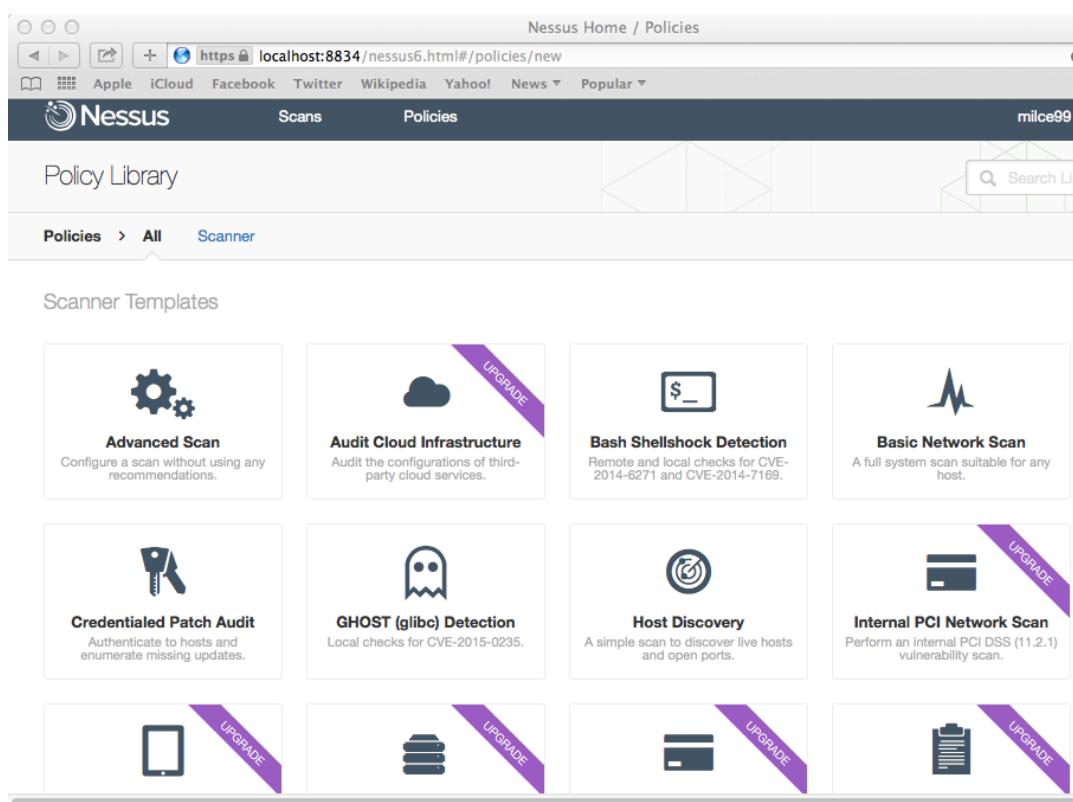 Nessus Home / Policies
https localhost:8834/nessus6.html#/policies/new
Apple iCloud Facebook Twitter Wikipedia Yahoo! News Popular
Nessus Scans Policies milce99
Policy Library
Search Li
Policies > All Scanner
Scanner Templates
UPGRADE
Advanced Scan
Configure a scan without using any
recommendations.
Audit Cloud Infrastructure
Audit the configurations of third-
party cloud services.
$_
Bash Shellshock Detection
Remote and local checks for CVE-
2014-6271 and CVE-2014-7169.
Basic Network Scan
A full system scan suitable for any
host.
UPGRADE
Credentialed Patch Audit
Authenticate to hosts and
enumerate missing updates.
GHOST (glibc) Detection
Local checks for CVE-2015-0235.
Host Discovery
A simple scan to discover live hosts
and open ports.
Internal PCI Network Scan
Perform an internal PCI DSS (11.2.1)
vulnerability scan.
UPGRADE
UPGRADE
UPGRADE
UPGRADE